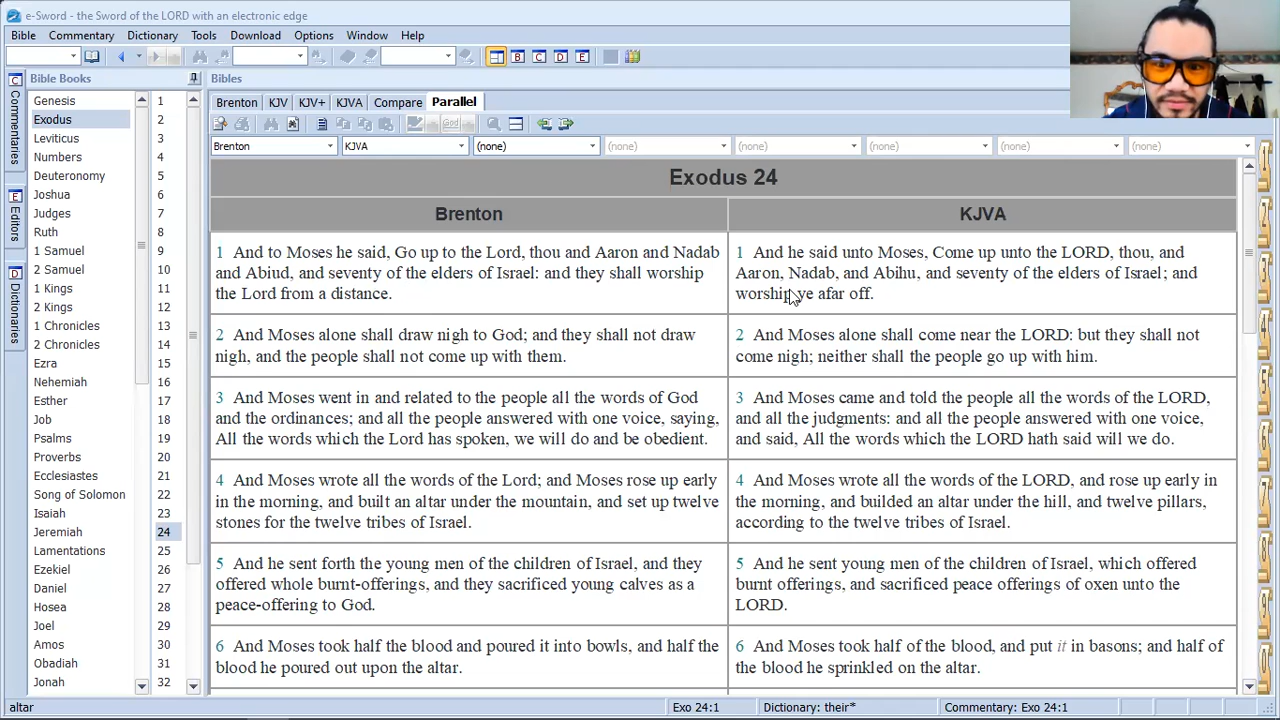 e-Sword - the Sword of the LORD with an electronic edge
Bible Commentary Dictionary Tools Download Options Window Help
B C D E
Bible Books
Bibles
C Commentaries
E Editors
D Dictionaries
Genesis
Exodus
Leviticus
Numbers
Deuteronomy
Joshua
Judges
Ruth
1 Samuel
2 Samuel
1 Kings
2 Kings
1 Chronicles
2 Chronicles
Ezra
Nehemiah
Esther
Job
Psalms
Proverbs
Ecclesiastes
Song of Solomon
Isaiah
Jeremiah
Lamentations
Ezekiel
Daniel
Hosea
Joel
Amos
Obadiah
Jonah
1
2
3
4
5
6
7
8
9
10
11
12
13
14
15
16
17
18
19
20
21
22
23
24
25
26
27
28
29
30
31
32
Brenton KJV KJV+ KJVA Compare Parallel
God
Brenton KJVA (none) (none) (none) (none) (none) (none)
Exodus 24
Brenton
1 And to Moses he said, Go up to the Lord, thou and Aaron and Nadab
and Abiud, and seventy of the elders of Israel: and they shall worship
the Lord from a distance.
2 And Moses alone shall draw nigh to God; and they shall not draw
nigh, and the people shall not come up with them.
3 And Moses went in and related to the people all the words of God
and the ordinances; and all the people answered with one voice, saying,
All the words which the Lord has spoken, we will do and be obedient.
4 And Moses wrote all the words of the Lord; and Moses rose up early
in the morning, and built an altar under the mountain, and set up twelve
stones for the twelve tribes of Israel.
5 And he sent forth the young men of the children of Israel, and they
offered whole burnt-offerings, and they sacrificed young calves as a
peace-offering to God.
6 And Moses took half the blood and poured it into bowls, and half the
blood he poured out upon the altar.
KJVA
1 And he said unto Moses, Come up unto the LORD, thou, and
Aaron, Nadab, and Abihu, and seventy of the elders of Israel; and
worship ye afar off.
2 And Moses alone shall come near the LORD: but they shall not
come nigh; neither shall the people go up with him.
3 And Moses came and told the people all the words of the LORD,
and all the judgments: and all the people answered with one voice,
and said, All the words which the LORD hath said will we do.
4 And Moses wrote all the words of the LORD, and rose up early in
the morning, and builded an altar under the hill, and twelve pillars,
according to the twelve tribes of Israel.
5 And he sent young men of the children of Israel, which offered
burnt offerings, and sacrificed peace offerings of oxen unto the
LORD.
6 And Moses took half of the blood, and put it in basons; and half of
the blood he sprinkled on the altar.
altar
Exo 24:1
Dictionary: their*
Commentary: Exo 24:1